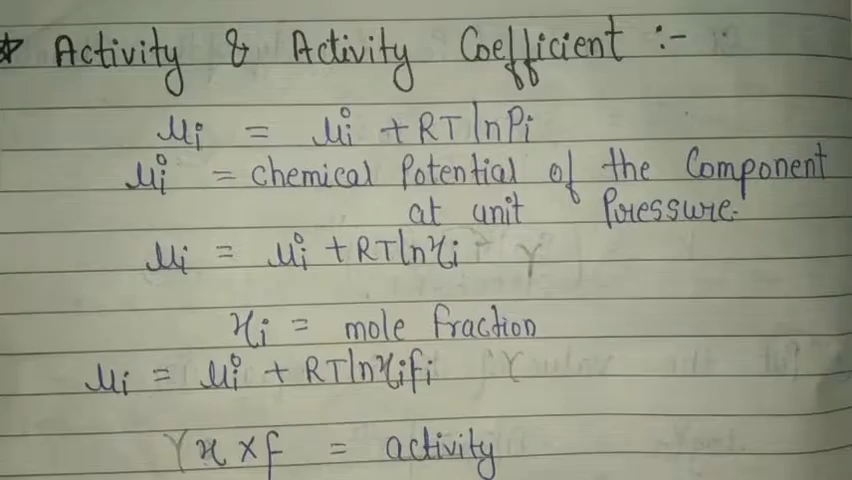 ☆ Activity & Activity Coefficient :-
μi = μi° + RT ln Pi
μi° = chemical Potential of the Component
at unit Pressure.
μi = μi° + RT ln xi
xi = mole fraction
μi = μi° + RT ln xi fi
x × f = activity